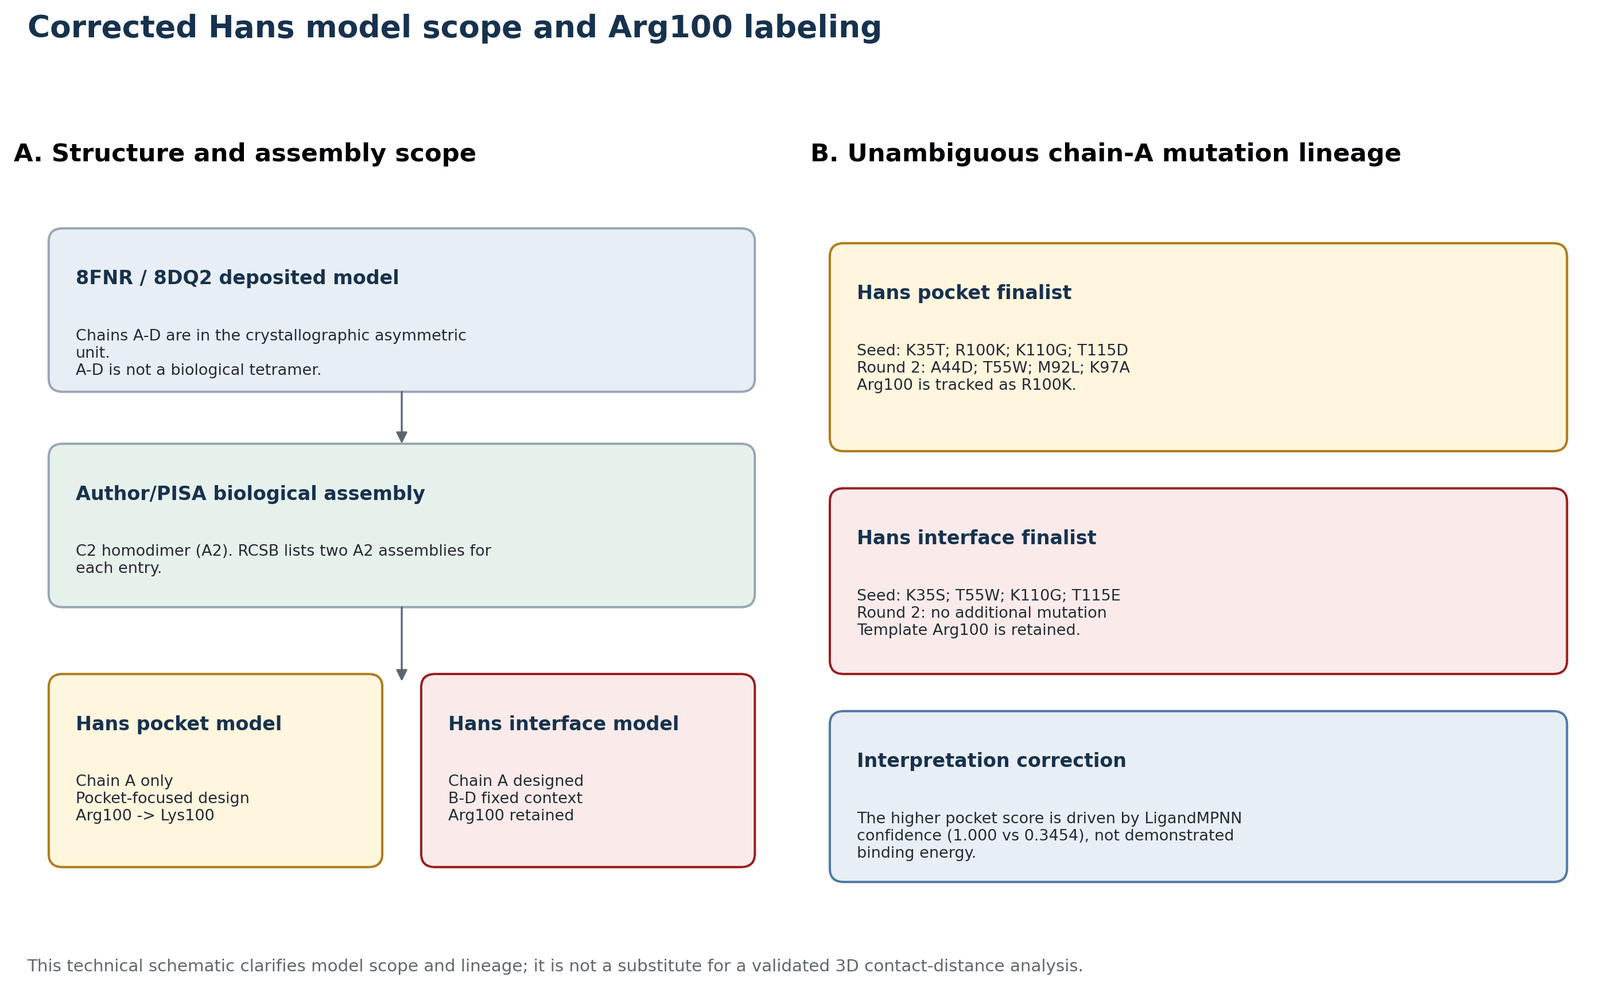 Corrected Hans model scope and Arg100 labeling
A. Structure and assembly scope
8FNR / 8DQ2 deposited model
Chains A-D are in the crystallographic asymmetric
unit.
A-D is not a biological tetramer.
Author/PISA biological assembly
C2 homodimer (A2). RCSB lists two A2 assemblies for
each entry.
Hans pocket model
Chain A only
Pocket-focused design
Arg100 -> Lys100
Hans interface model
Chain A designed
B-D fixed context
Arg100 retained
B. Unambiguous chain-A mutation lineage
Hans pocket finalist
Seed: K35T; R100K; K110G; T115D
Round 2: A44D; T55W; M92L; K97A
Arg100 is tracked as R100K.
Hans interface finalist
Seed: K35S; T55W; K110G; T115E
Round 2: no additional mutation
Template Arg100 is retained.
Interpretation correction
The higher pocket score is driven by LigandMPNN
confidence (1.000 vs 0.3454), not demonstrated
binding energy.
This technical schematic clarifies model scope and lineage; it is not a substitute for a validated 3D contact-distance analysis.